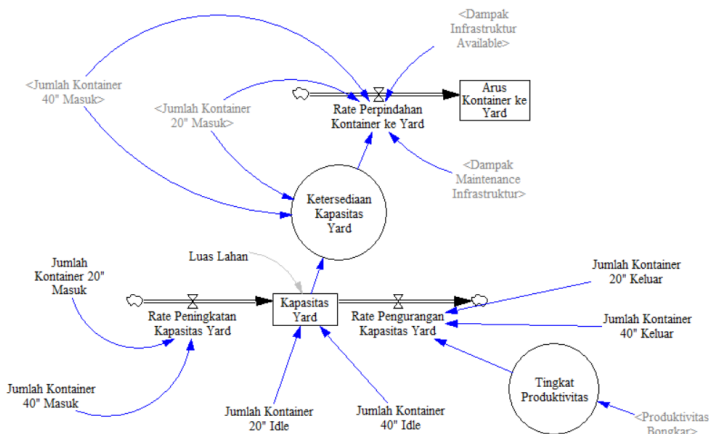 <Dampak
Infrastruktur
Available>
<Jumlah Kontainer
40" Masuk>
<Jumlah Kontainer
20" Masuk>
Rate Perpindahan
Kontainer ke Yard
Arus
Kontainer ke
Yard
<Dampak
Maintenance
Infrastruktur>
Ketersediaan
Kapasitas
Yard
Luas Lahan
Jumlah
Kontainer 20"
Masuk
Rate Peningkatan
Kapasitas Yard
Kapasitas
Yard
Rate Pengurangan
Kapasitas Yard
Jumlah Kontainer
20" Keluar
Jumlah Kontainer
40" Keluar
Jumlah Kontainer
40" Masuk
Jumlah Kontainer
20" Idle
Jumlah Kontainer
40" Idle
Tingkat
Produktivitas
<Produktivitas
Bongkar>